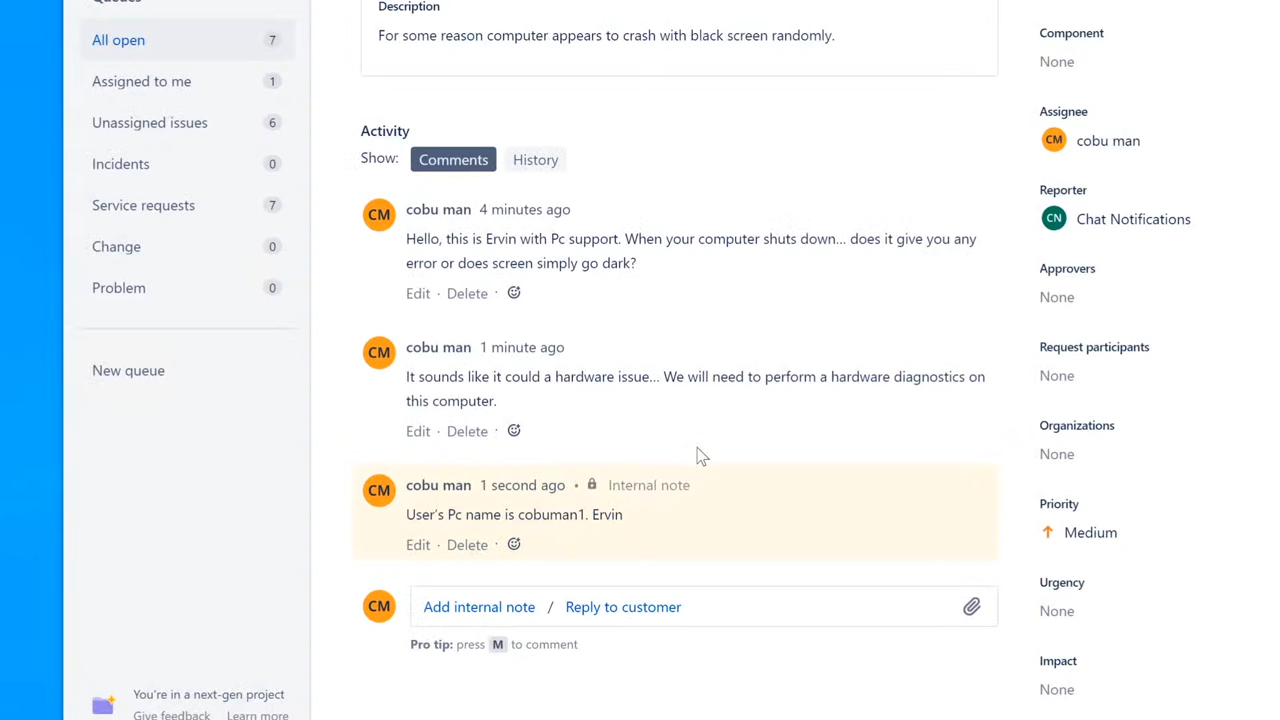 Queues
All open 7
Assigned to me 1
Unassigned issues 6
Incidents 0
Service requests 7
Change 0
Problem 0
New queue
You're in a next-gen project
Give feedback Learn more
Description
For some reason computer appears to crash with black screen randomly.
Activity
Show: Comments History
CM cobu man 4 minutes ago
Hello, this is Ervin with Pc support. When your computer shuts down... does it give you any
error or does screen simply go dark?
Edit · Delete ·
CM cobu man 1 minute ago
It sounds like it could a hardware issue... We will need to perform a hardware diagnostics on
this computer.
Edit · Delete ·
CM cobu man 1 second ago • Internal note
User's Pc name is cobuman1. Ervin
Edit · Delete ·
CM Add internal note / Reply to customer
Pro tip: press M to comment
Component
None
Assignee
CM cobu man
Reporter
CN Chat Notifications
Approvers
None
Request participants
None
Organizations
None
Priority
Medium
Urgency
None
Impact
None